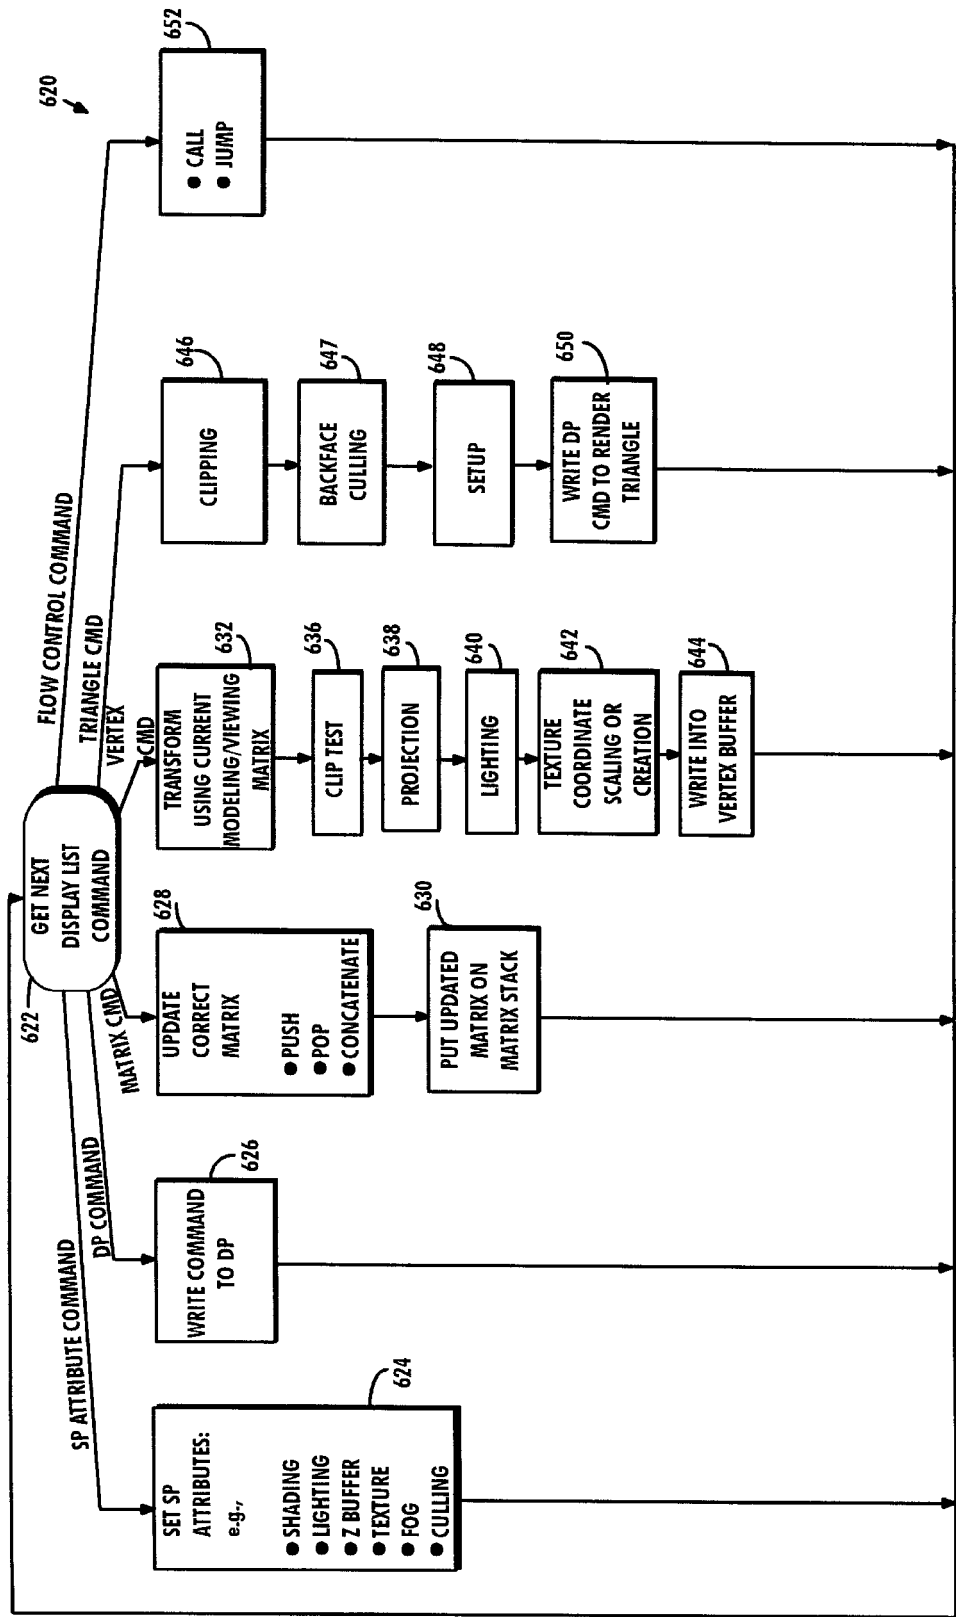 620
GET NEXT
DISPLAY LIST
COMMAND
622
SP ATTRIBUTE COMMAND
DP COMMAND
MATRIX CMD
VERTEX
CMD
TRIANGLE CMD
FLOW CONTROL COMMAND
SET SP
ATTRIBUTES:
e.g.,
● SHADING
● LIGHTING
● Z BUFFER
● TEXTURE
● FOG
● CULLING
624
WRITE COMMAND
TO DP
626
UPDATE
CORRECT
MATRIX
● PUSH
● POP
● CONCATENATE
628
PUT UPDATED
MATRIX ON
MATRIX STACK
630
TRANSFORM
USING CURRENT
MODELING/VIEWING
MATRIX
632
CLIP TEST
636
PROJECTION
638
LIGHTING
640
TEXTURE
COORDINATE
SCALING OR
CREATION
642
WRITE INTO
VERTEX BUFFER
644
CLIPPING
646
BACKFACE
CULLING
647
SETUP
648
WRITE DP
CMD TO RENDER
TRIANGLE
650
● CALL
● JUMP
652